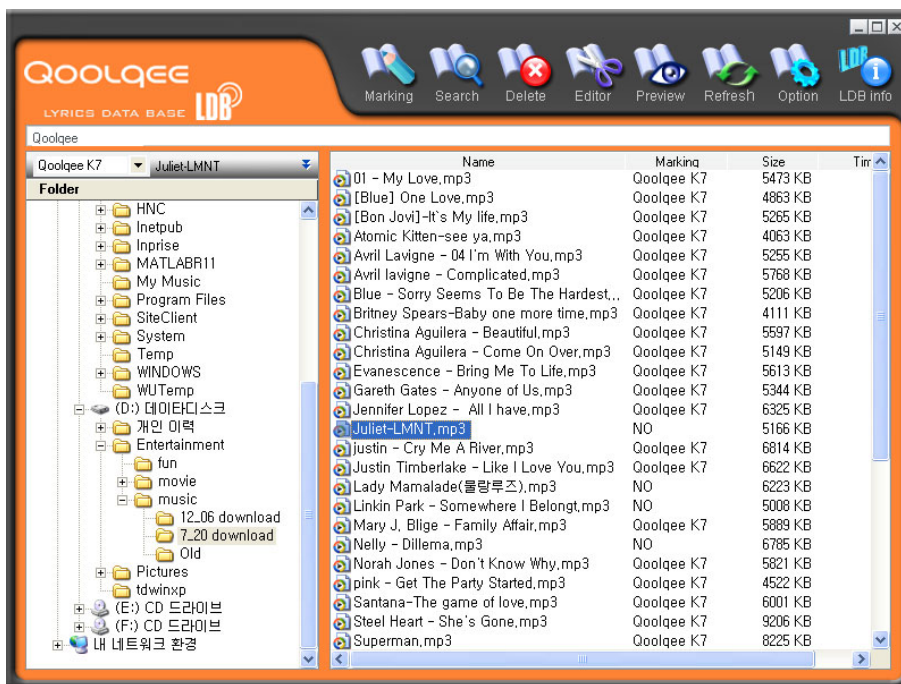 QOOLQEE
LYRICS DATA BASE LDB
Marking Search Delete Editor Preview Refresh Option LDB info
Qoolqee
Qoolqee K7 Juliet-LMNT
Folder
HNC
Inetpub
Inprise
MATLABR11
My Music
Program Files
SiteClient
System
Temp
WINDOWS
WUTemp
(D:) 데이타디스크
개인 이력
Entertainment
fun
movie
music
12_06 download
7_20 download
Old
Pictures
tdwinxp
(E:) CD 드라이브
(F:) CD 드라이브
내 네트워크 환경
Name Marking Size Tim
01 - My Love,mp3 Qoolqee K7 5473 KB
[Blue] One Love,mp3 Qoolqee K7 4863 KB
[Bon Jovi]-It`s My life,mp3 Qoolqee K7 5265 KB
Atomic Kitten-see ya,mp3 Qoolqee K7 4063 KB
Avril Lavigne - 04 I'm With You,mp3 Qoolqee K7 5255 KB
Avril lavigne - Complicated,mp3 Qoolqee K7 5768 KB
Blue - Sorry Seems To Be The Hardest,,, Qoolqee K7 5206 KB
Britney Spears-Baby one more time,mp3 Qoolqee K7 4111 KB
Christina Aguilera - Beautiful,mp3 Qoolqee K7 5597 KB
Christina Aguilera - Come On Over,mp3 Qoolqee K7 5149 KB
Evanescence - Bring Me To Life,mp3 Qoolqee K7 5613 KB
Gareth Gates - Anyone of Us,mp3 Qoolqee K7 5344 KB
Jennifer Lopez - All I have,mp3 Qoolqee K7 6325 KB
Juliet-LMNT,mp3 NO 5166 KB
justin - Cry Me A River,mp3 Qoolqee K7 6814 KB
Justin Timberlake - Like I Love You,mp3 Qoolqee K7 6622 KB
Lady Mamalade(물랑루즈),mp3 NO 6223 KB
Linkin Park - Somewhere I Belongt,mp3 NO 5008 KB
Mary J, Blige - Family Affair,mp3 Qoolqee K7 5889 KB
Nelly - Dillema,mp3 NO 6785 KB
Norah Jones - Don't Know Why,mp3 Qoolqee K7 5821 KB
pink - Get The Party Started,mp3 Qoolqee K7 4522 KB
Santana-The game of love,mp3 Qoolqee K7 6001 KB
Steel Heart - She's Gone,mp3 Qoolqee K7 9206 KB
Superman,mp3 Qoolqee K7 8225 KB